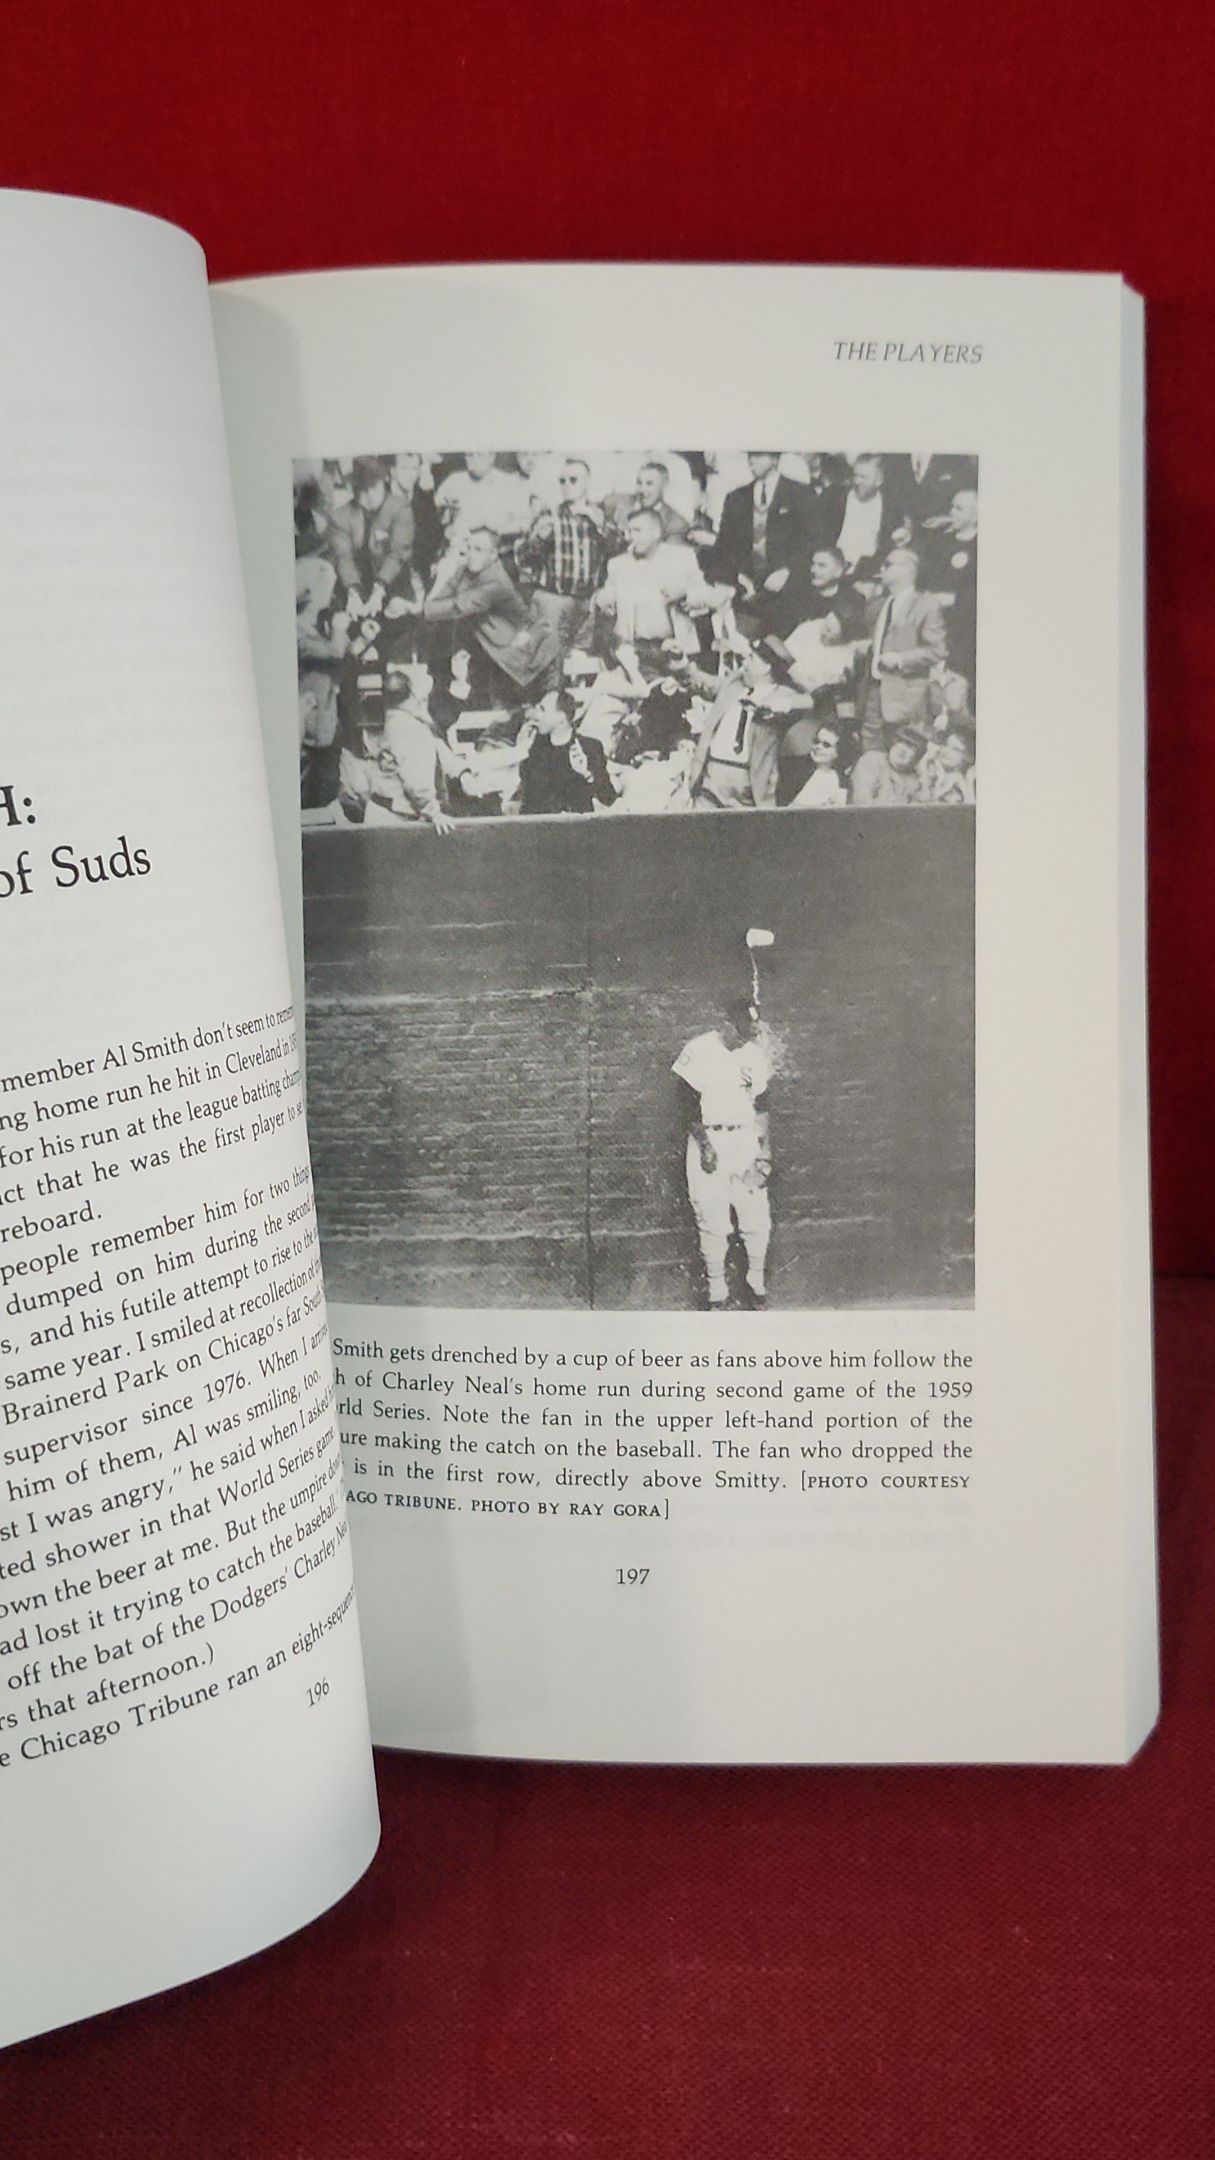 H:
of Suds
member Al Smith don't seem to
ng home run he hit in Cleveland in
for his run at the league batting
ct that he was the first player to
reboard.
people remember him for two things
dumped on him during the second
s, and his futile attempt to rise to the
same year. I smiled at recollection of
Brainerd Park on Chicago's far South
supervisor since 1976. When I
him of them, Al was smiling, too.
st I was angry," he said when I asked
ted shower in that World Series game
own the beer at me. But the umpire
ad lost it trying to catch the baseball."
off the bat of the Dodgers' Charley
rs that afternoon.)
e Chicago Tribune ran an
196
THE PLAYERS
Smith gets drenched by a cup of beer as fans above him follow the
h of Charley Neal's home run during second game of the 1959
rld Series. Note the fan in the upper left-hand portion of the
ure making the catch on the baseball. The fan who dropped the
is in the first row, directly above Smitty. [PHOTO COURTESY
AGO TRIBUNE. PHOTO BY RAY GORA]
197